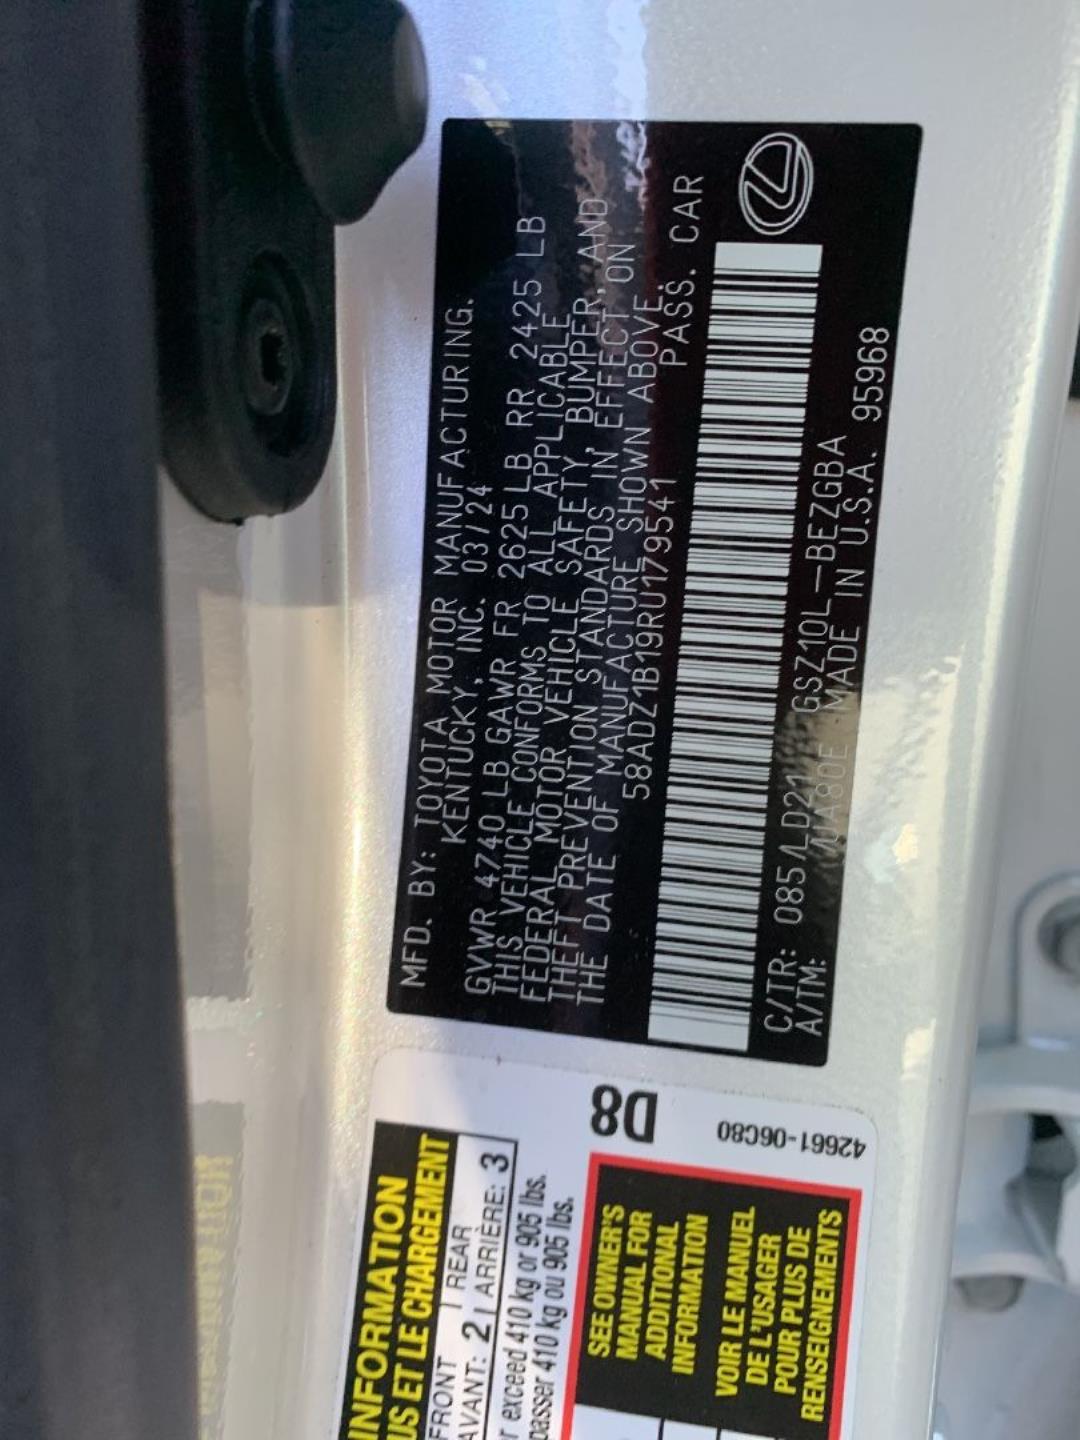 MFD. BY: TOYOTA MOTOR MANUFACTURING.
KENTUCKY, INC. 03/24
GVWR 4740 LB GAWR FR 2625 LB RR 2425 LB
THIS VEHICLE CONFORMS TO ALL APPLICABLE
FEDERAL MOTOR VEHICLE SAFETY, BUMPER, AND
THEFT PREVENTION STANDARDS IN EFFECT ON
THE DATE OF MANUFACTURE SHOWN ABOVE.
58ADZ1B19RU179541 PASS. CAR
C/TR: 085/LD21 GSZ10L-BEZGBA
A/TM: /UA80E MADE IN U.S.A. 95968
D8
42661-06C80
INFORMATION
US ET LE CHARGEMENT
FRONT REAR
AVANT: 2 ARRIÈRE: 3
r exceed 410 kg or 905 lbs.
passer 410 kg ou 905 lbs.
SEE OWNER'S
MANUAL FOR
ADDITIONAL
INFORMATION
VOIR LE MANUEL
DE L'USAGER
POUR PLUS DE
RENSEIGNEMENTS